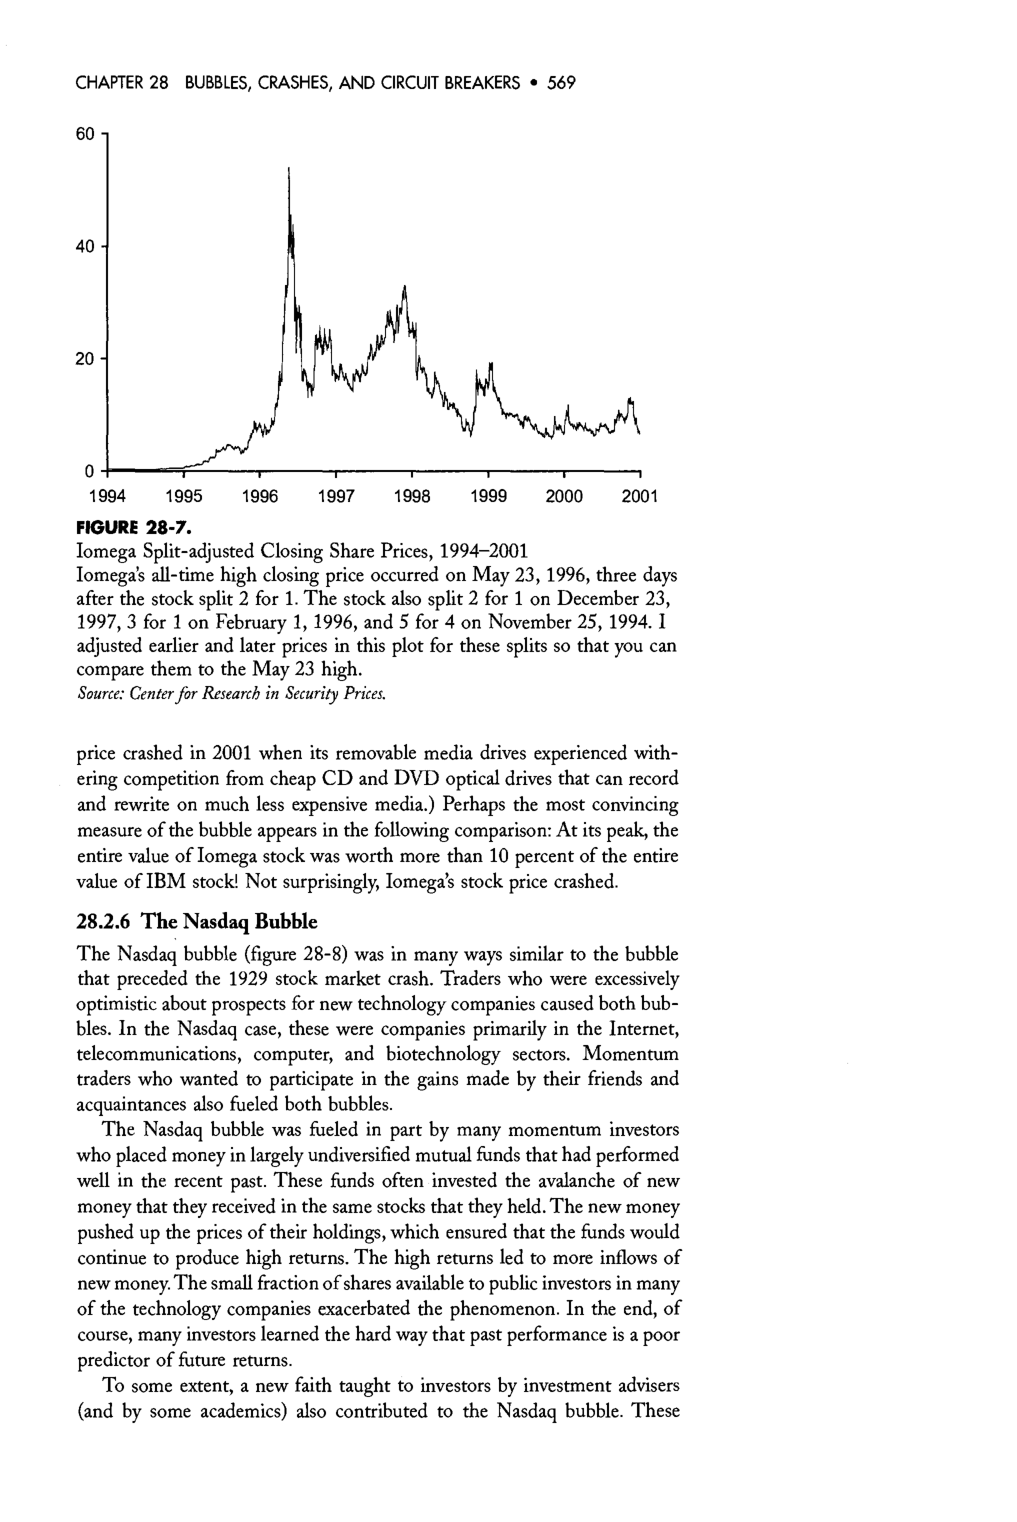 CHAPTER 28 BUBBLES, CRASHES, AND CIRCUIT BREAKERS • 569
60
40
20
0
1994 1995 1996 1997 1998 1999 2000 2001
FIGURE 28-7.
Iomega Split-adjusted Closing Share Prices, 1994–2001
Iomega's all-time high closing price occurred on May 23, 1996, three days
after the stock split 2 for 1. The stock also split 2 for 1 on December 23,
1997, 3 for 1 on February 1, 1996, and 5 for 4 on November 25, 1994. I
adjusted earlier and later prices in this plot for these splits so that you can
compare them to the May 23 high.
Source: Center for Research in Security Prices.
price crashed in 2001 when its removable media drives experienced with-
ering competition from cheap CD and DVD optical drives that can record
and rewrite on much less expensive media.) Perhaps the most convincing
measure of the bubble appears in the following comparison: At its peak, the
entire value of Iomega stock was worth more than 10 percent of the entire
value of IBM stock! Not surprisingly, Iomega's stock price crashed.
28.2.6 The Nasdaq Bubble
The Nasdaq bubble (figure 28-8) was in many ways similar to the bubble
that preceded the 1929 stock market crash. Traders who were excessively
optimistic about prospects for new technology companies caused both bub-
bles. In the Nasdaq case, these were companies primarily in the Internet,
telecommunications, computer, and biotechnology sectors. Momentum
traders who wanted to participate in the gains made by their friends and
acquaintances also fueled both bubbles.
The Nasdaq bubble was fueled in part by many momentum investors
who placed money in largely undiversified mutual funds that had performed
well in the recent past. These funds often invested the avalanche of new
money that they received in the same stocks that they held. The new money
pushed up the prices of their holdings, which ensured that the funds would
continue to produce high returns. The high returns led to more inflows of
new money. The small fraction of shares available to public investors in many
of the technology companies exacerbated the phenomenon. In the end, of
course, many investors learned the hard way that past performance is a poor
predictor of future returns.
To some extent, a new faith taught to investors by investment advisers
(and by some academics) also contributed to the Nasdaq bubble. These